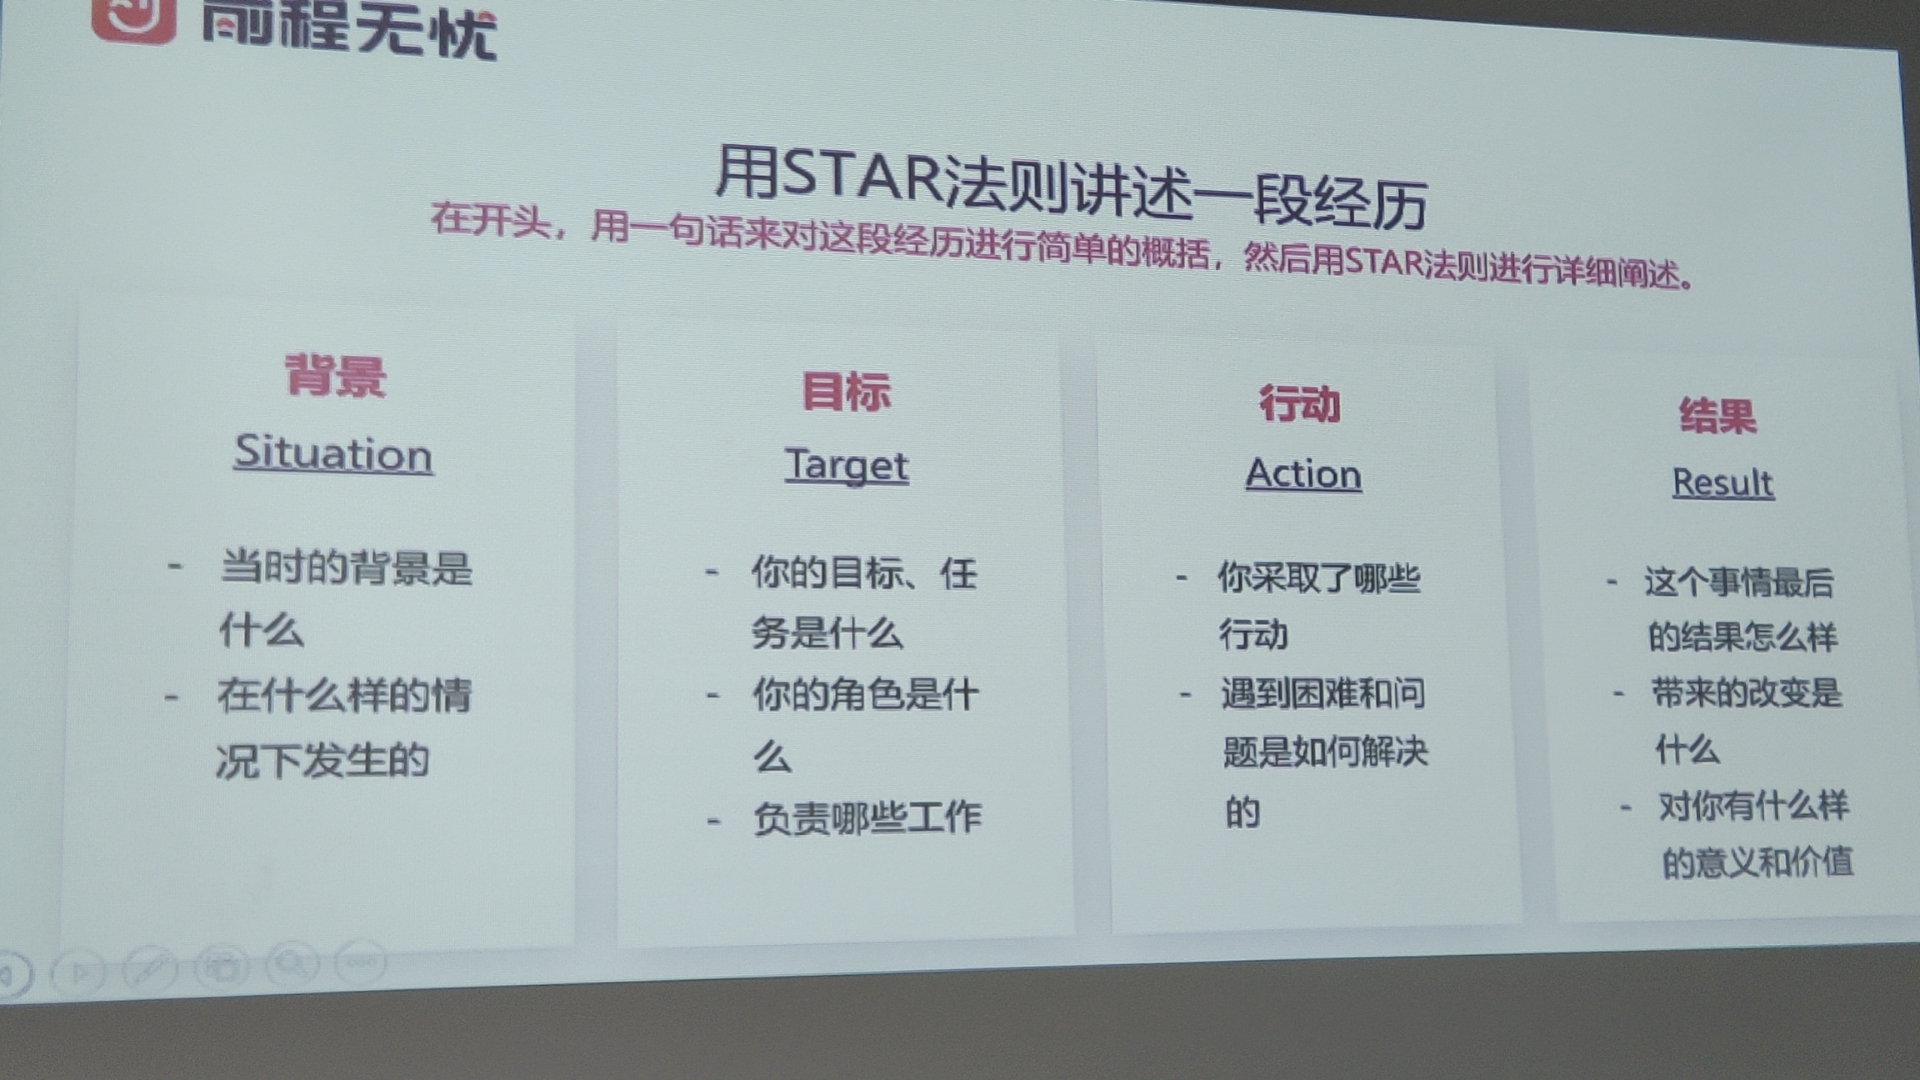 前程无忧
用STAR法则讲述一段经历
在开头，用一句话来对这段经历进行简单的概括，然后用STAR法则进行详细阐述。
背景
Situation
- 当时的背景是
什么
- 在什么样的情
况下发生的
目标
Target
- 你的目标、任
务是什么
- 你的角色是什
么
- 负责哪些工作
行动
Action
- 你采取了哪些
行动
- 遇到困难和问
题是如何解决
的
结果
Result
- 这个事情最后
的结果怎么样
- 带来的改变是
什么
- 对你有什么样
的意义和价值